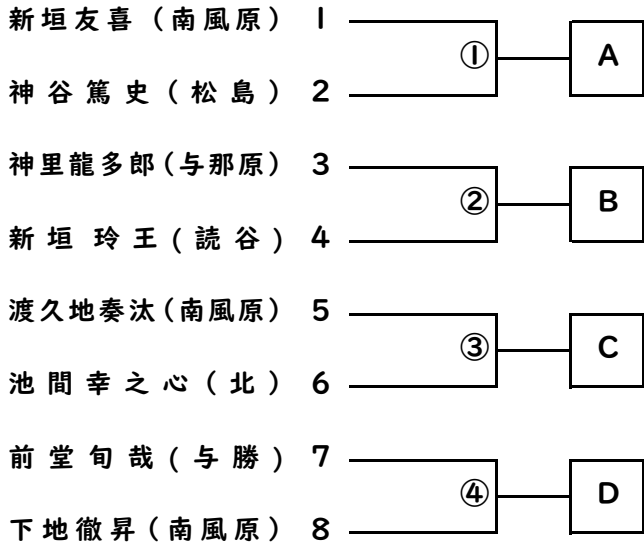 新垣友喜（南風原） 1
① A
神谷篤史（松島） 2
神里龍多郎（与那原） 3
② B
新垣玲王（読谷） 4
渡久地奏汰（南風原） 5
③ C
池間幸之心（北） 6
前堂旬哉（与勝） 7
④ D
下地徹昇（南風原） 8